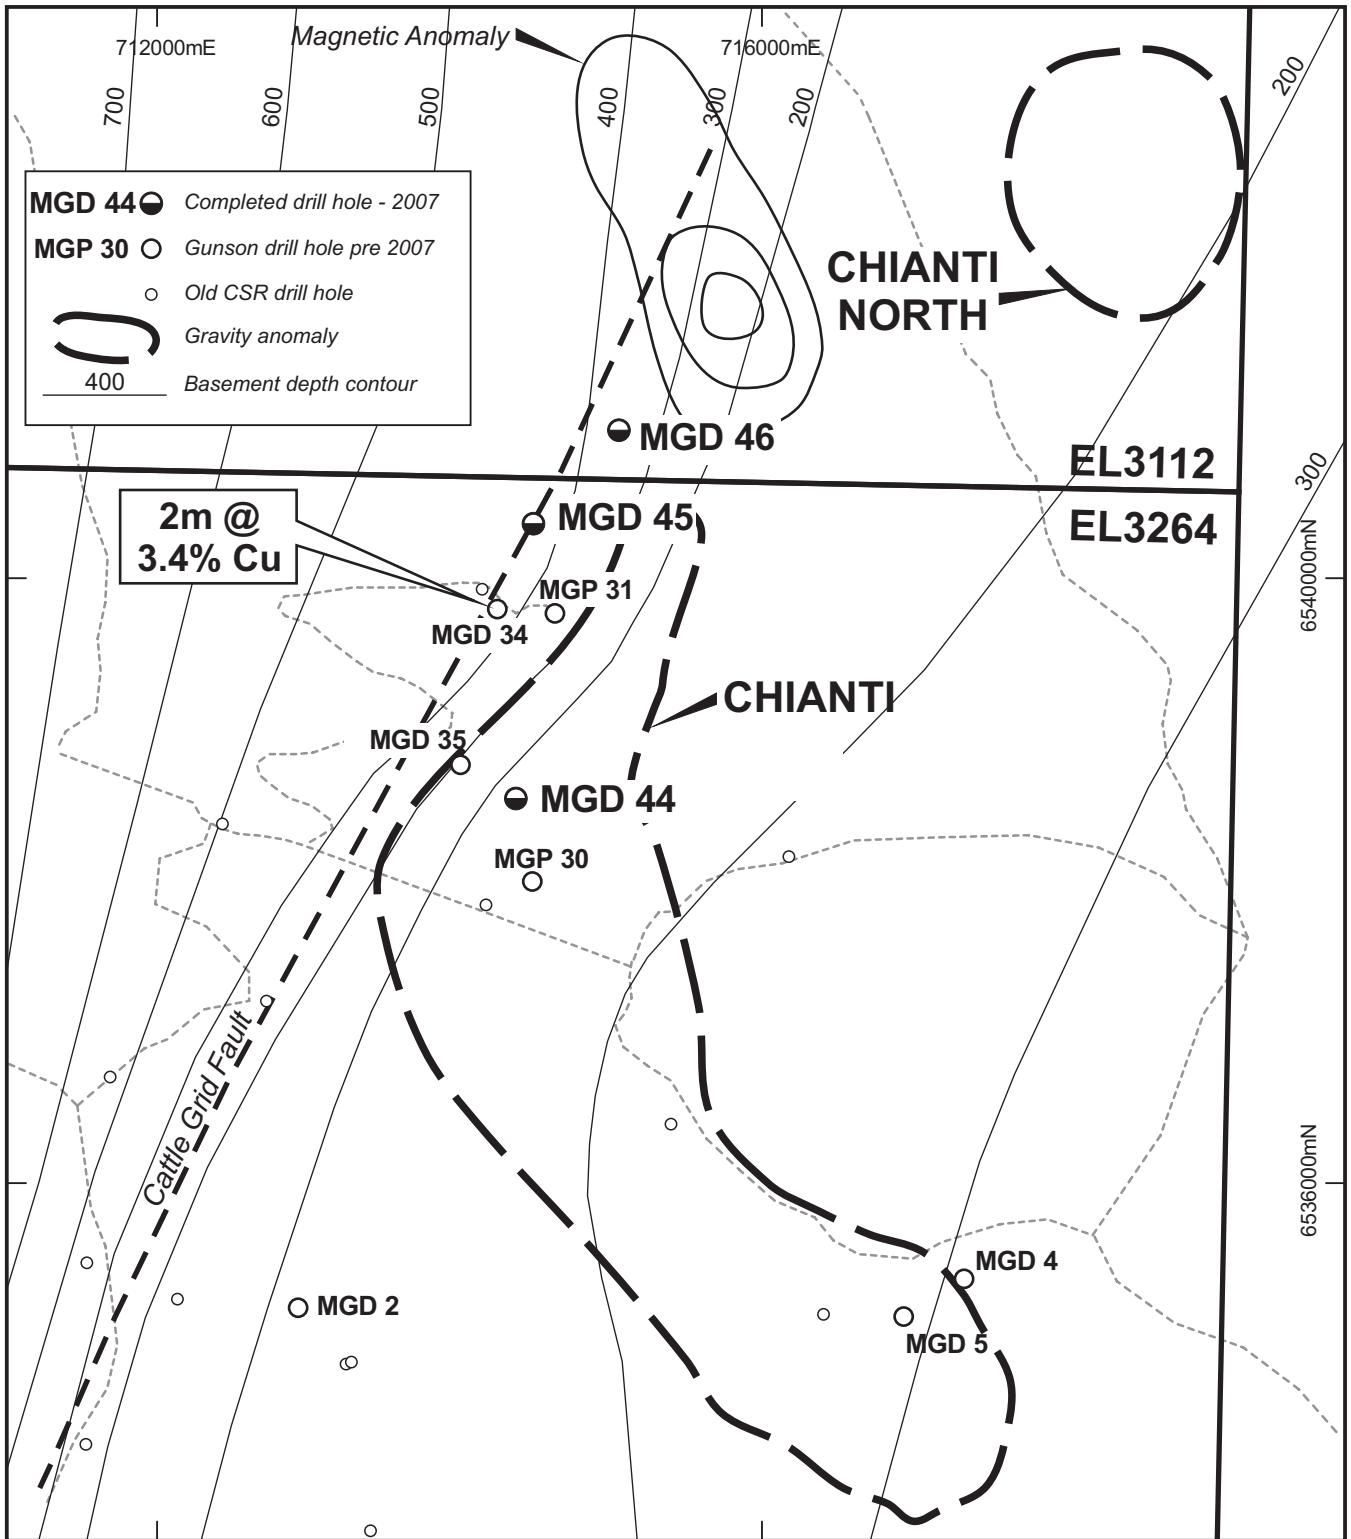 712000mE
Magnetic Anomaly
716000mE
700
600
500
400
300
200
200
MGD 44 Completed drill hole - 2007
MGP 30 Gunson drill hole pre 2007
Old CSR drill hole
Gravity anomaly
400 Basement depth contour
CHIANTI
NORTH
MGD 46
EL3112
300
2m @
3.4% Cu
MGD 45
EL3264
6540000mN
MGP 31
MGD 34
CHIANTI
MGD 35
MGD 44
MGP 30
Cattle Grid Fault
6536000mN
MGD 4
MGD 2
MGD 5